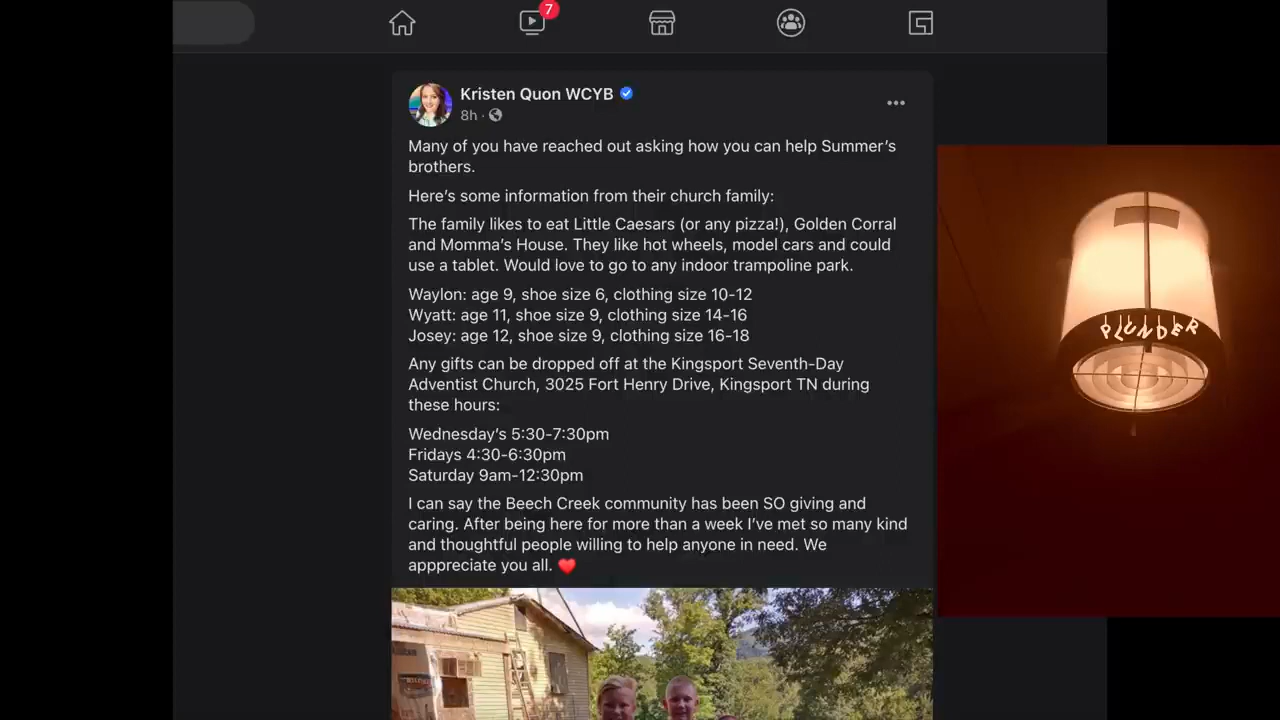 7
Kristen Quon WCYB
8h ·
Many of you have reached out asking how you can help Summer's
brothers.
Here's some information from their church family:
The family likes to eat Little Caesars (or any pizza!), Golden Corral
and Momma's House. They like hot wheels, model cars and could
use a tablet. Would love to go to any indoor trampoline park.
Waylon: age 9, shoe size 6, clothing size 10-12
Wyatt: age 11, shoe size 9, clothing size 14-16
Josey: age 12, shoe size 9, clothing size 16-18
Any gifts can be dropped off at the Kingsport Seventh-Day
Adventist Church, 3025 Fort Henry Drive, Kingsport TN during
these hours:
Wednesday's 5:30-7:30pm
Fridays 4:30-6:30pm
Saturday 9am-12:30pm
I can say the Beech Creek community has been SO giving and
caring. After being here for more than a week I've met so many kind
and thoughtful people willing to help anyone in need. We
apppreciate you all.
PLUNDER